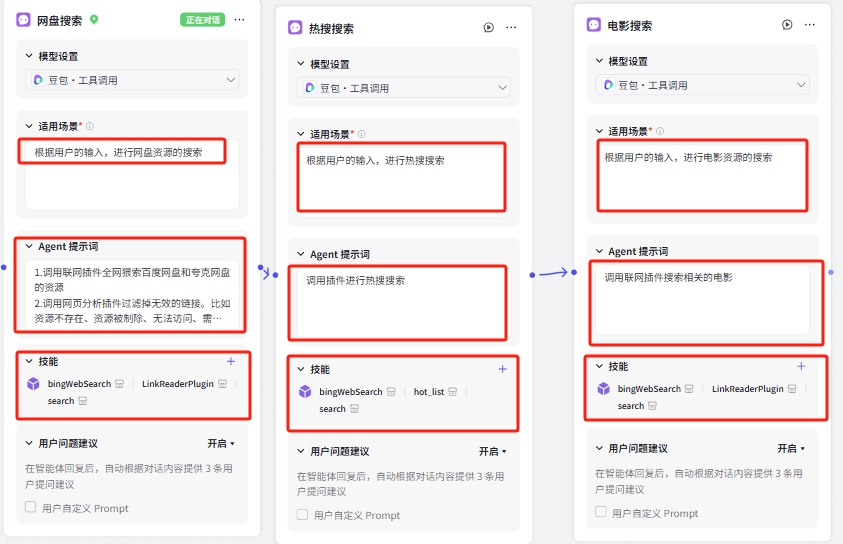 网盘搜索
正在对话
模型设置
豆包・工具调用
适用场景*
根据用户的输入，进行网盘资源的搜索
Agent 提示词
1.调用联网插件全网猥索百度网盘和夸克网盘
的资源
2.调用网页分析插件过滤掉无效的链接。比如
资源不存在、资源被制除、无法访问、需…
技能
bingWebSearch
LinkReaderPlugin
search
用户问题建议
开启
在智能体回复后，自动根据对话内容提供 3 条用
户提问建议
用户自定义 Prompt
热搜搜索
模型设置
豆包・工具调用
适用场景*
根据用户的输入，进行热搜搜索
Agent 提示词
调用插件进行热搜搜索
技能
bingWebSearch
hot_list
search
用户问题建议
开启
在智能体回复后，自动根据对话内容提供 3 条用
户提问建议
用户自定义 Prompt
电影搜索
模型设置
豆包・工具调用
适用场景*
根据用户的输入，进行电影资源的搜索
Agent 提示词
调用联网插件搜索相关的电影
技能
bingWebSearch
LinkReaderPlugin
search
用户问题建议
开启
在智能体回复后，自动根据对话内容提供 3 条用
户提问建议
用户自定义 Prompt